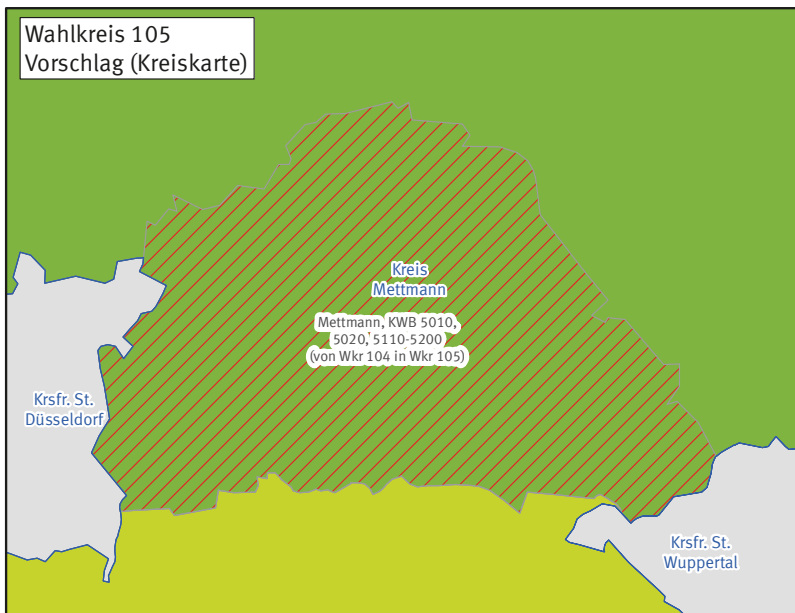 Wahlkreis 105
Vorschlag (Kreiskarte)
Kreis
Mettmann
Mettmann, KWB 5010,
5020, 5110-5200
(von Wkr 104 in Wkr 105)
Krsfr. St.
Düsseldorf
Krsfr. St.
Wuppertal